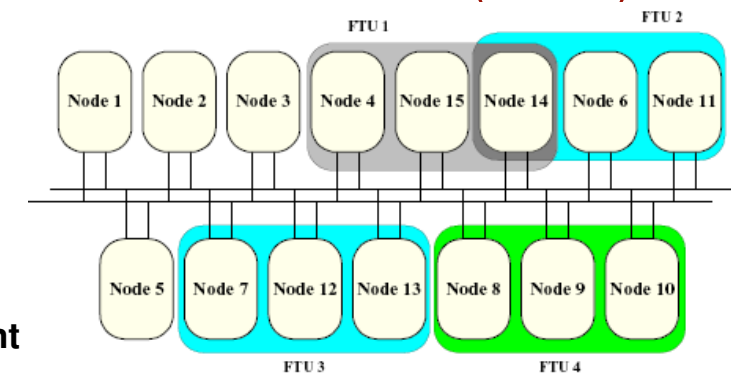 FTU 1
FTU 2
Node 1 Node 2 Node 3 Node 4 Node 15 Node 14 Node 6 Node 11
Node 5 Node 7 Node 12 Node 13 Node 8 Node 9 Node 10
nt
FTU 3
FTU 4